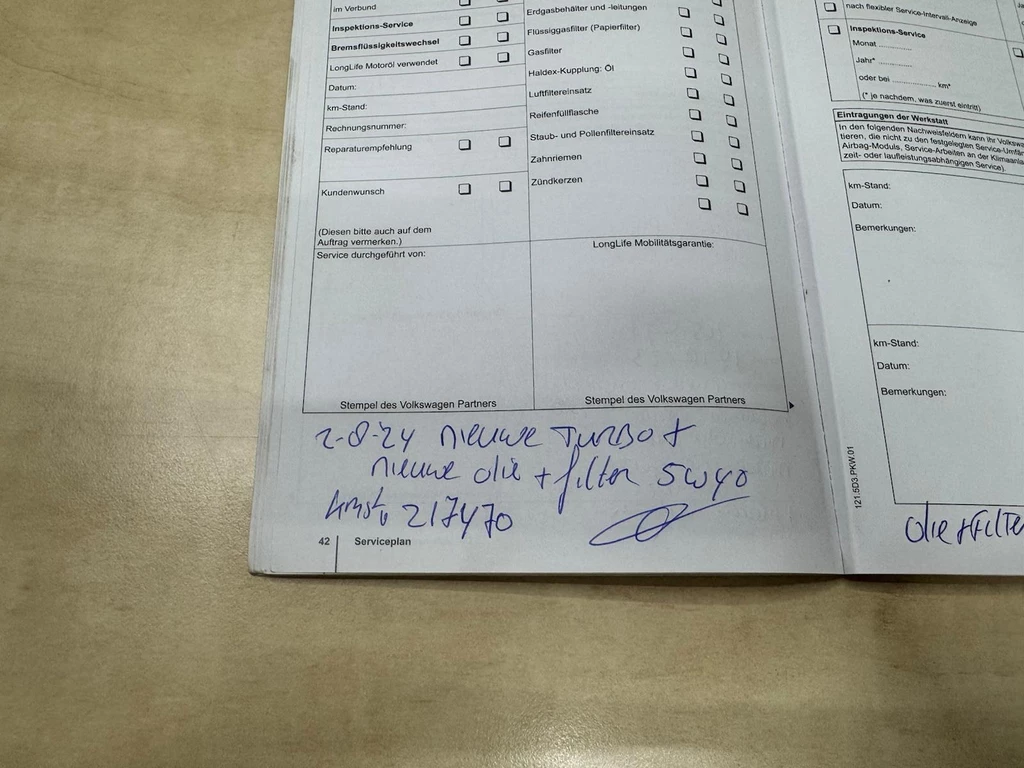 im Verbund
Inspektions-Service
Bremsflüssigkeitswechsel
LongLife Motoröl verwendet
Datum:
km-Stand:
Rechnungsnummer:
Reparaturempfehlung
Kundenwunsch
(Diesen bitte auch auf dem
Auftrag vermerken.)
Service durchgeführt von:
Stempel des Volkswagen Partners
Erdgasbehälter und -leitungen
Flüssiggasfilter (Papierfilter)
Gasfilter
Haldex-Kupplung: Öl
Luftfiltereinsatz
Reifenfüllflasche
Staub- und Pollenfiltereinsatz
Zahnriemen
Zündkerzen
LongLife Mobilitätsgarantie:
Stempel des Volkswagen Partners
2-8-24 nieuwe TURBO +
nieuwe olie + filter 5w40
kmst. 217470
42 Serviceplan
nach flexibler Service-Intervall-Anzeige
Inspektions-Service
Monat ............
Jahr* ............
oder bei ................ km*
(* je nachdem, was zuerst eintritt)
Eintragungen der Werkstatt
In den folgenden Nachweisfeldern kann Ihr
tieren, die nicht zu den festgelegten
Airbag-Moduls, Service-Arbeiten an der
zeit- oder laufleistungsabhängigen Service).
km-Stand:
Datum:
Bemerkungen:
km-Stand:
Datum:
Bemerkungen:
121.5D3.PKW.01
olie + FILTE